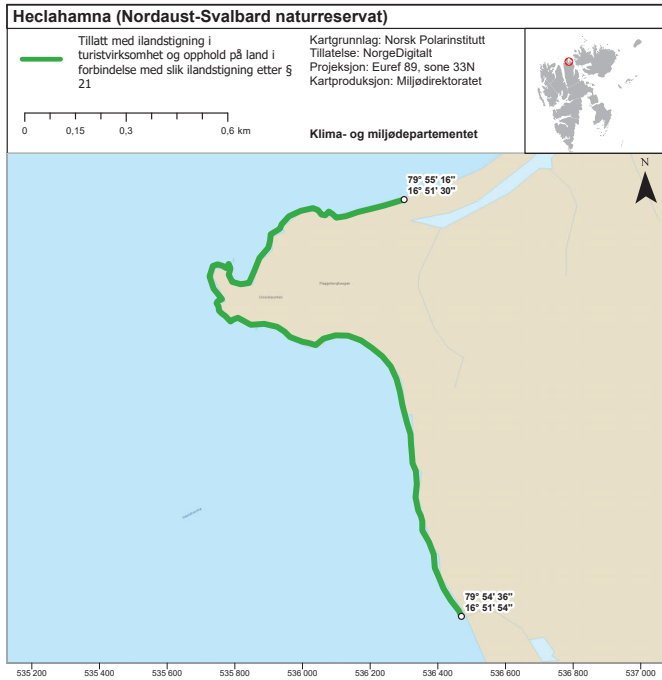 Heclahamna (Nordaust-Svalbard naturreservat)
Tillatt med ilandstigning i
turistvirksomhet og opphold på land i
forbindelse med slik ilandstigning etter §
21
0 0,15 0,3 0,6 km
Kartgrunnlag: Norsk Polarinstitutt
Tillatelse: NorgeDigitalt
Projeksjon: Euref 89, sone 33N
Kartproduksjon: Miljødirektoratet
Klima- og miljødepartementet
N
79° 55' 16"
16° 51' 30"
79° 54' 36"
16° 51' 54"
535 200 535 400 535 600 535 800 536 000 536 200 536 400 536 600 536 800 537 000